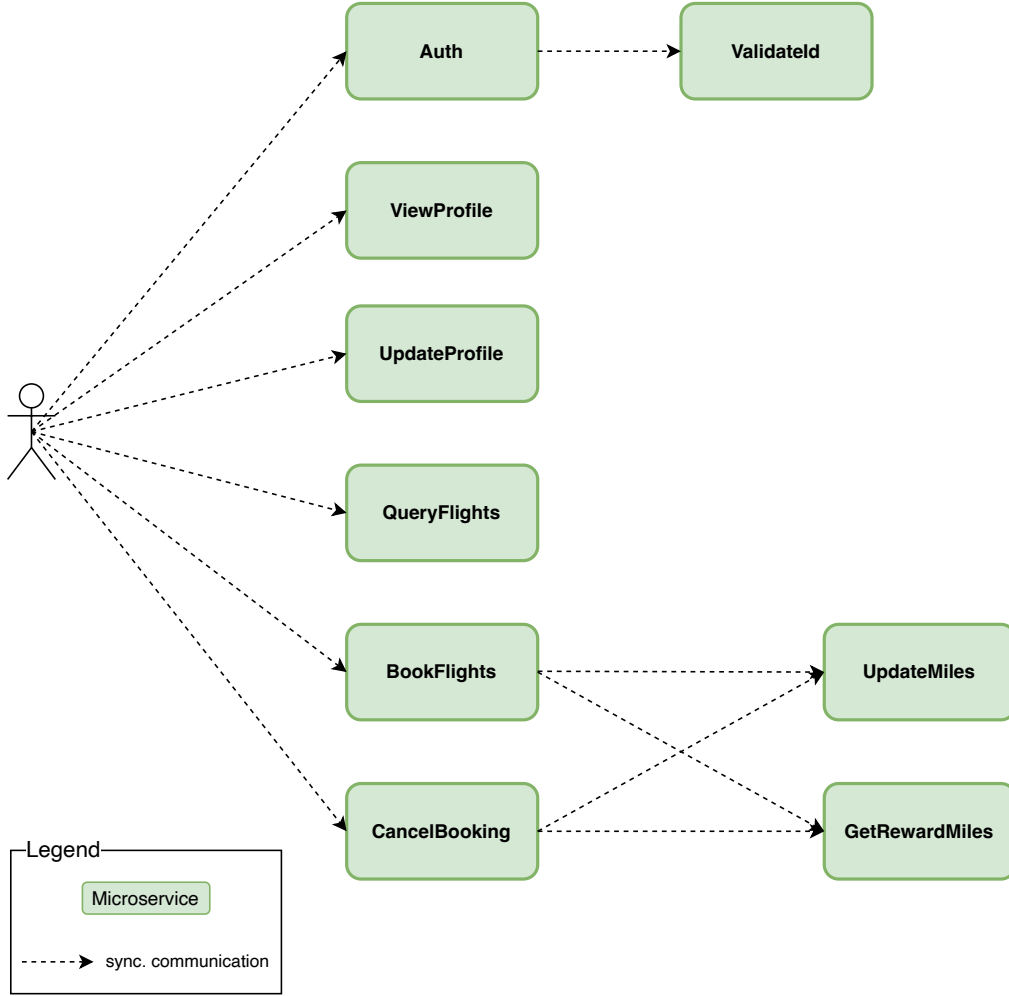 Auth
ValidateId
ViewProfile
UpdateProfile
QueryFlights
BookFlights
UpdateMiles
CancelBooking
GetRewardMiles
Legend
Microservice
sync. communication